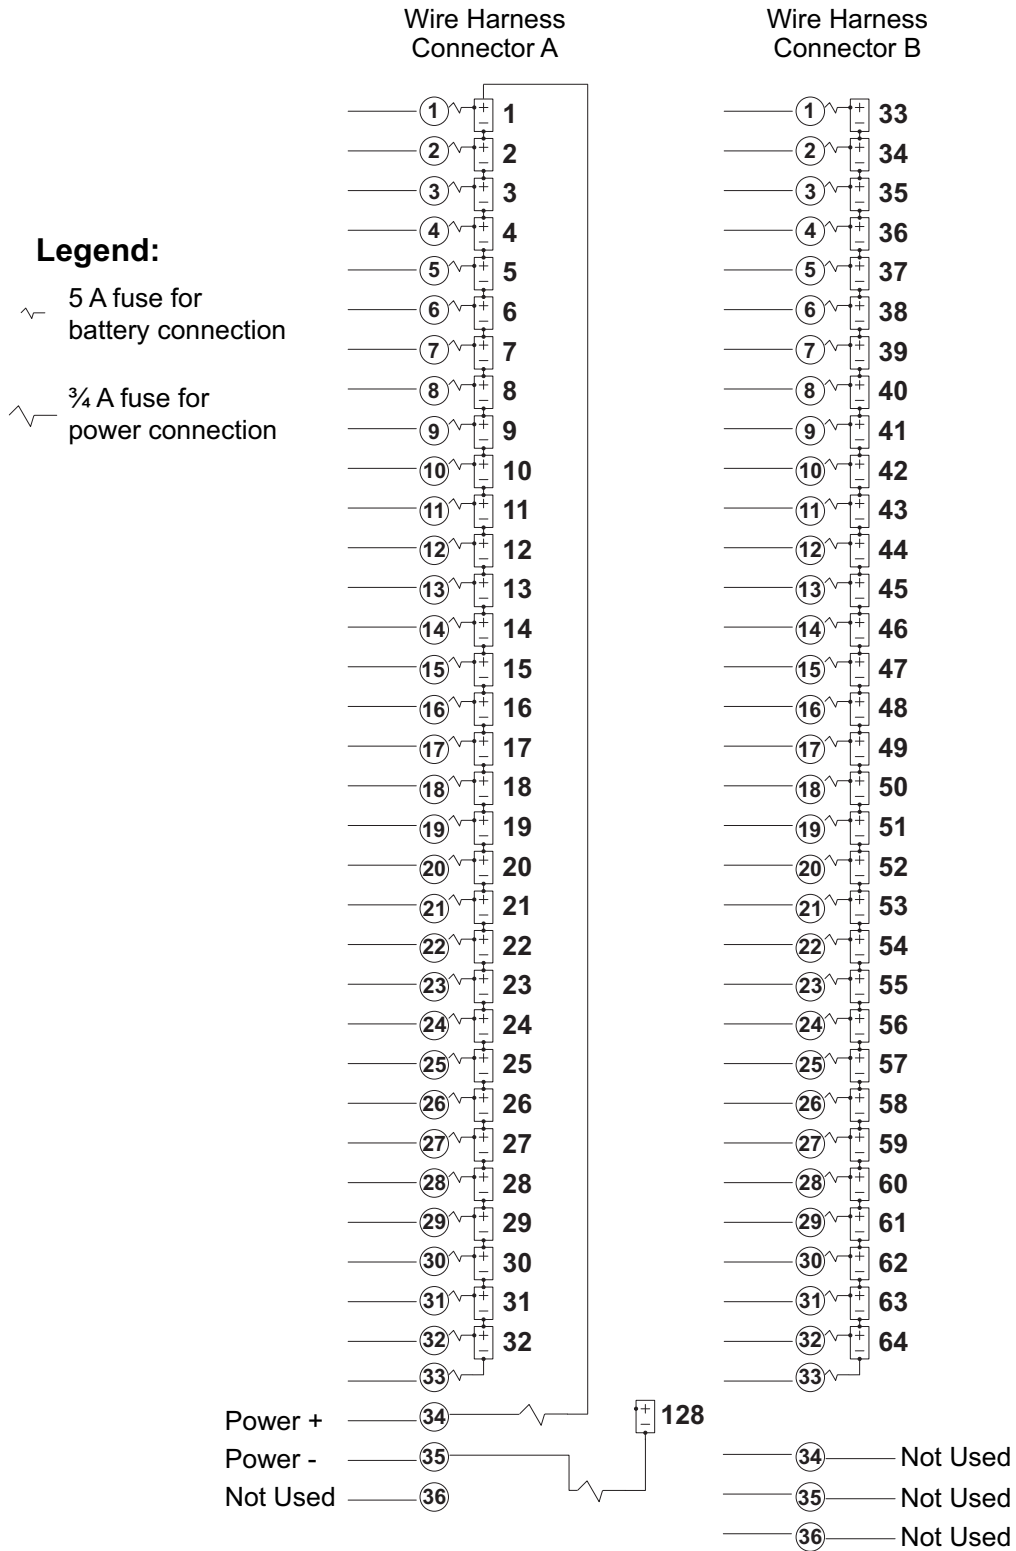 Wire Harness
Connector A
Wire Harness
Connector B
1 + − 1
2 + − 2
3 + − 3
4 + − 4
5 + − 5
6 + − 6
7 + − 7
8 + − 8
9 + − 9
10 + − 10
11 + − 11
12 + − 12
13 + − 13
14 + − 14
15 + − 15
16 + − 16
17 + − 17
18 + − 18
19 + − 19
20 + − 20
21 + − 21
22 + − 22
23 + − 23
24 + − 24
25 + − 25
26 + − 26
27 + − 27
28 + − 28
29 + − 29
30 + − 30
31 + − 31
32 + − 32
33
Power + 34
Power - 35
Not Used 36
+ − 128
1 + − 33
2 + − 34
3 + − 35
4 + − 36
5 + − 37
6 + − 38
7 + − 39
8 + − 40
9 + − 41
10 + − 42
11 + − 43
12 + − 44
13 + − 45
14 + − 46
15 + − 47
16 + − 48
17 + − 49
18 + − 50
19 + − 51
20 + − 52
21 + − 53
22 + − 54
23 + − 55
24 + − 56
25 + − 57
26 + − 58
27 + − 59
28 + − 60
29 + − 61
30 + − 62
31 + − 63
32 + − 64
33
34 Not Used
35 Not Used
36 Not Used
Legend:
5 A fuse for
battery connection
¾ A fuse for
power connection